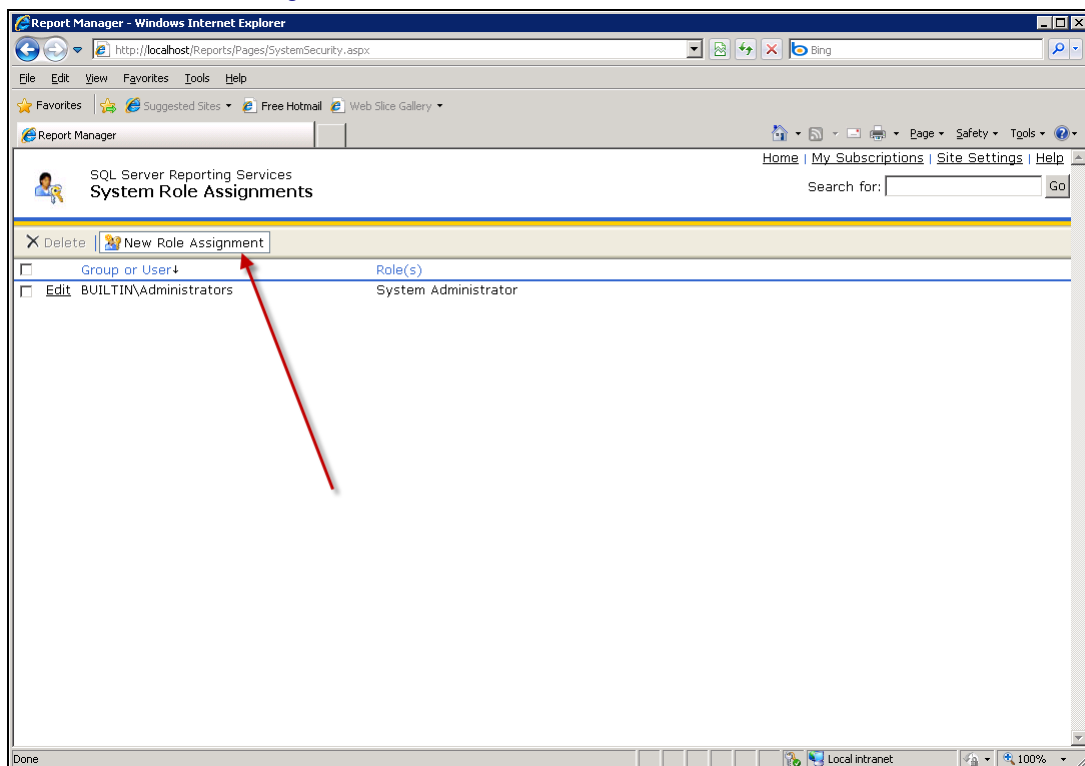 Report Manager - Windows Internet Explorer
http://localhost/Reports/Pages/SystemSecurity.aspx
Bing
File Edit View Favorites Tools Help
Favorites Suggested Sites Free Hotmail Web Slice Gallery
Report Manager
Page Safety Tools
Home | My Subscriptions | Site Settings | Help
SQL Server Reporting Services
System Role Assignments
Search for:
Go
Delete | New Role Assignment
Group or User↓ Role(s)
Edit BUILTIN\Administrators System Administrator
Done
Local intranet
100%